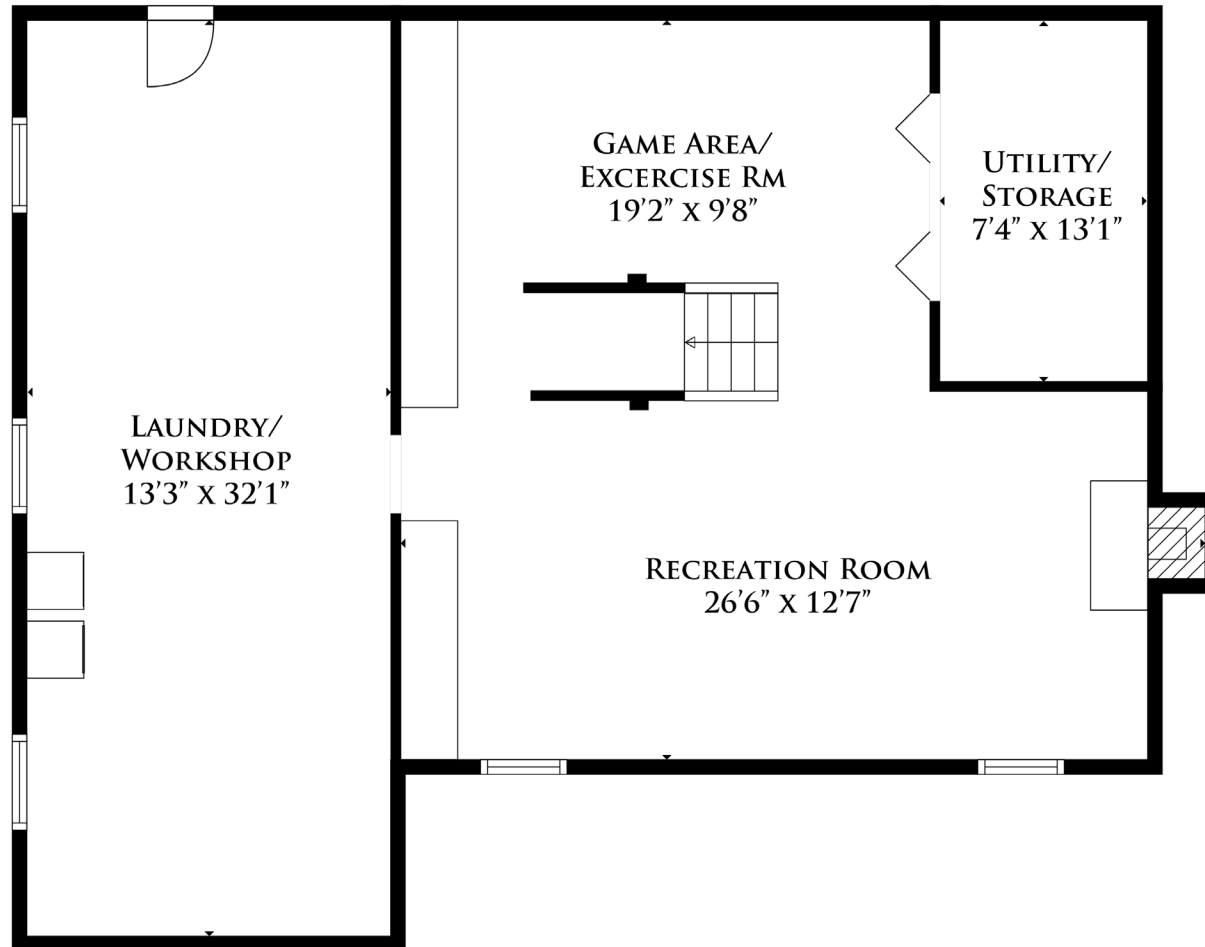 Game Area/
Excercise Rm
19’2” x 9’8”
Utility/
Storage
7’4” x 13’1”
Laundry/
Workshop
13’3” x 32’1”
Recreation Room
26’6” x 12’7”